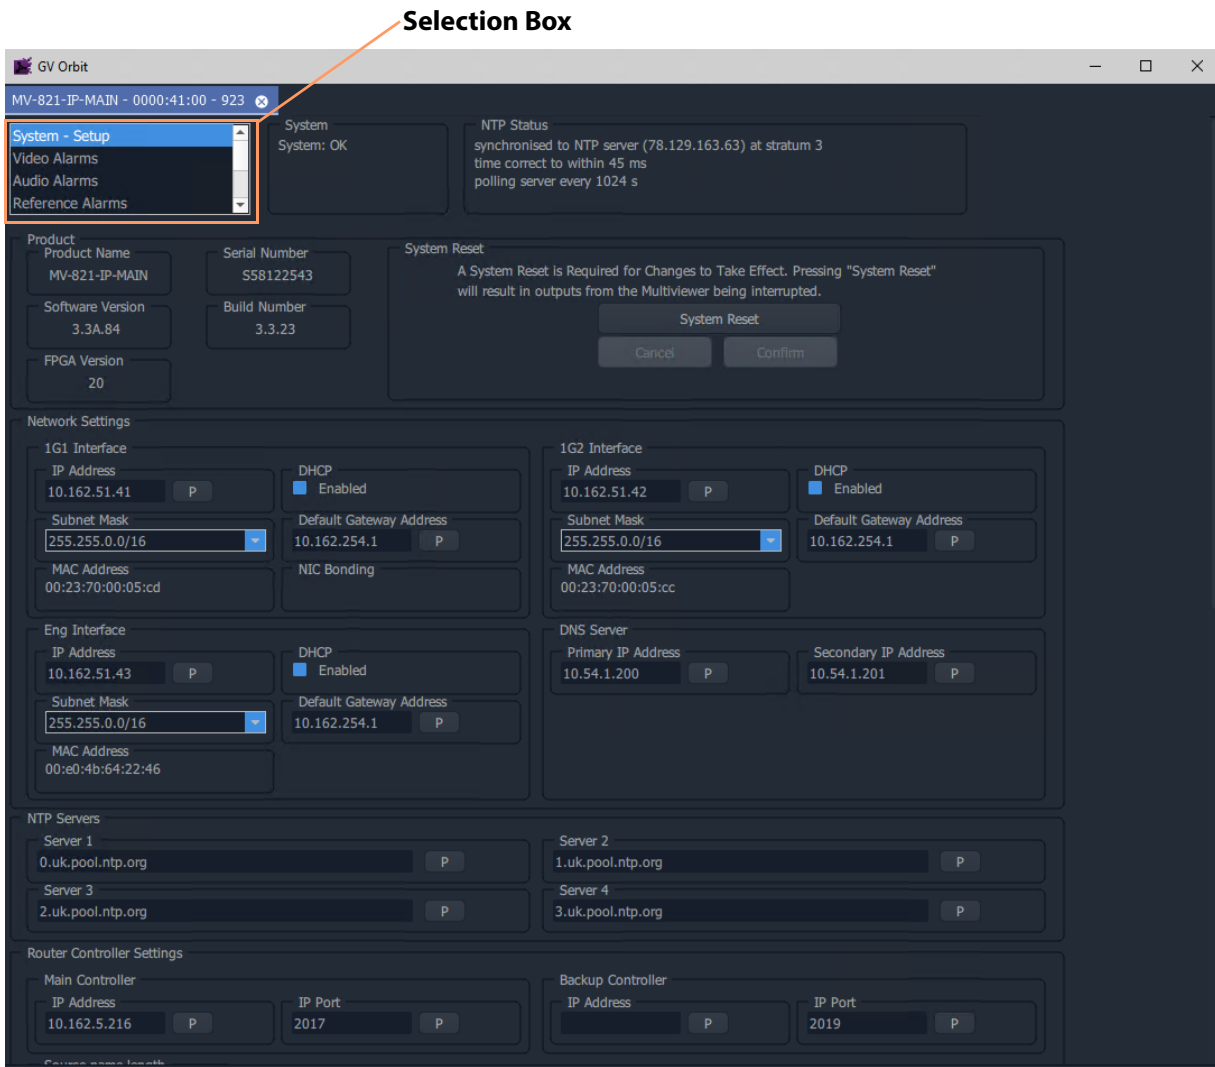 Selection Box
GV Orbit
MV-821-IP-MAIN - 0000:41:00 - 923
System - Setup
Video Alarms
Audio Alarms
Reference Alarms
System
System: OK
NTP Status
synchronised to NTP server (78.129.163.63) at stratum 3
time correct to within 45 ms
polling server every 1024 s
Product
Product Name
MV-821-IP-MAIN
Serial Number
S58122543
Software Version
3.3A.84
Build Number
3.3.23
FPGA Version
20
System Reset
A System Reset is Required for Changes to Take Effect. Pressing "System Reset"
will result in outputs from the Multiviewer being interrupted.
System Reset
Cancel Confirm
Network Settings
1G1 Interface
IP Address
10.162.51.41 P
DHCP
Enabled
Subnet Mask
255.255.0.0/16
Default Gateway Address
10.162.254.1 P
MAC Address
00:23:70:00:05:cd
NIC Bonding
1G2 Interface
IP Address
10.162.51.42 P
DHCP
Enabled
Subnet Mask
255.255.0.0/16
Default Gateway Address
10.162.254.1 P
MAC Address
00:23:70:00:05:cc
Eng Interface
IP Address
10.162.51.43 P
DHCP
Enabled
Subnet Mask
255.255.0.0/16
Default Gateway Address
10.162.254.1 P
MAC Address
00:e0:4b:64:22:46
DNS Server
Primary IP Address
10.54.1.200 P
Secondary IP Address
10.54.1.201 P
NTP Servers
Server 1
0.uk.pool.ntp.org P
Server 2
1.uk.pool.ntp.org P
Server 3
2.uk.pool.ntp.org P
Server 4
3.uk.pool.ntp.org P
Router Controller Settings
Main Controller
IP Address
10.162.5.216 P
IP Port
2017 P
Backup Controller
IP Address
P
IP Port
2019 P
Source name length